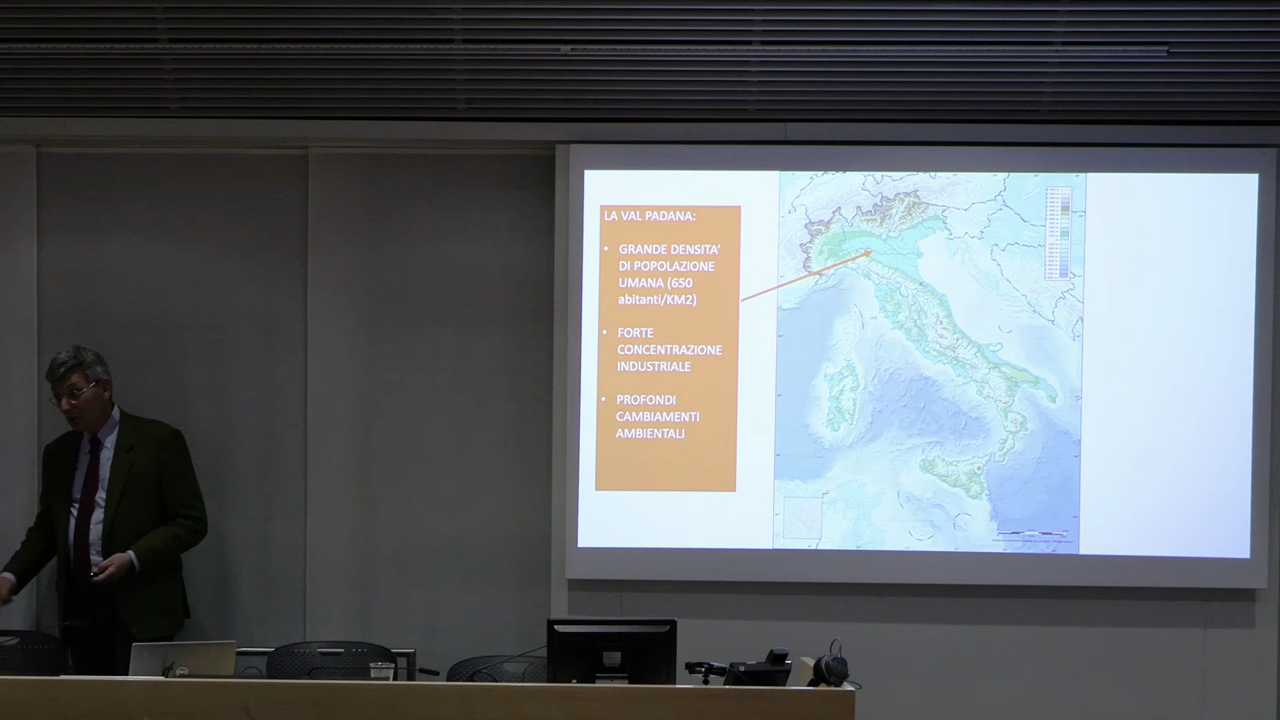 LA VAL PADANA:
• GRANDE DENSITA'
DI POPOLAZIONE
UMANA (650
abitanti/KM2)
• FORTE
CONCENTRAZIONE
INDUSTRIALE
• PROFONDI
CAMBIAMENTI
AMBIENTALI